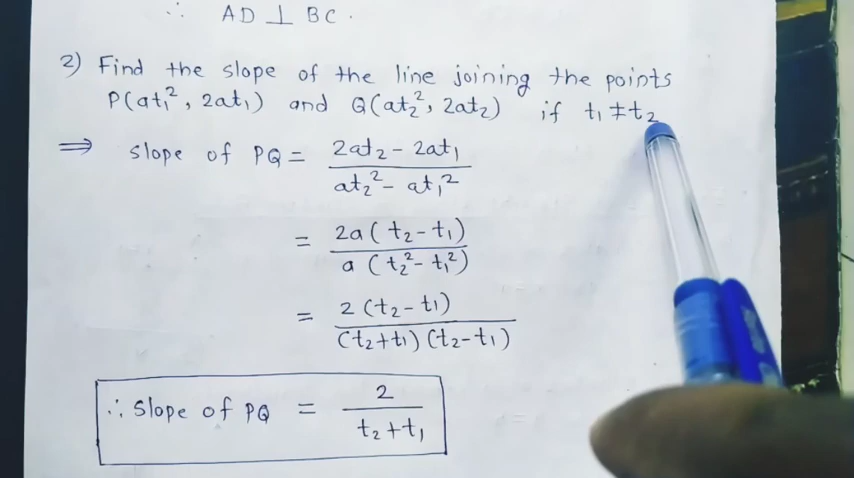 ∴ AD ⊥ BC.
2) Find the slope of the line joining the points
P(at₁², 2at₁) and Q(at₂², 2at₂) if t₁ ≠ t₂
⟹ slope of PQ = (2at₂ - 2at₁) / (at₂² - at₁²)
= 2a(t₂ - t₁) / a(t₂² - t₁²)
= 2(t₂ - t₁) / (t₂+t₁)(t₂-t₁)
∴ Slope of PQ = 2 / (t₂+t₁)